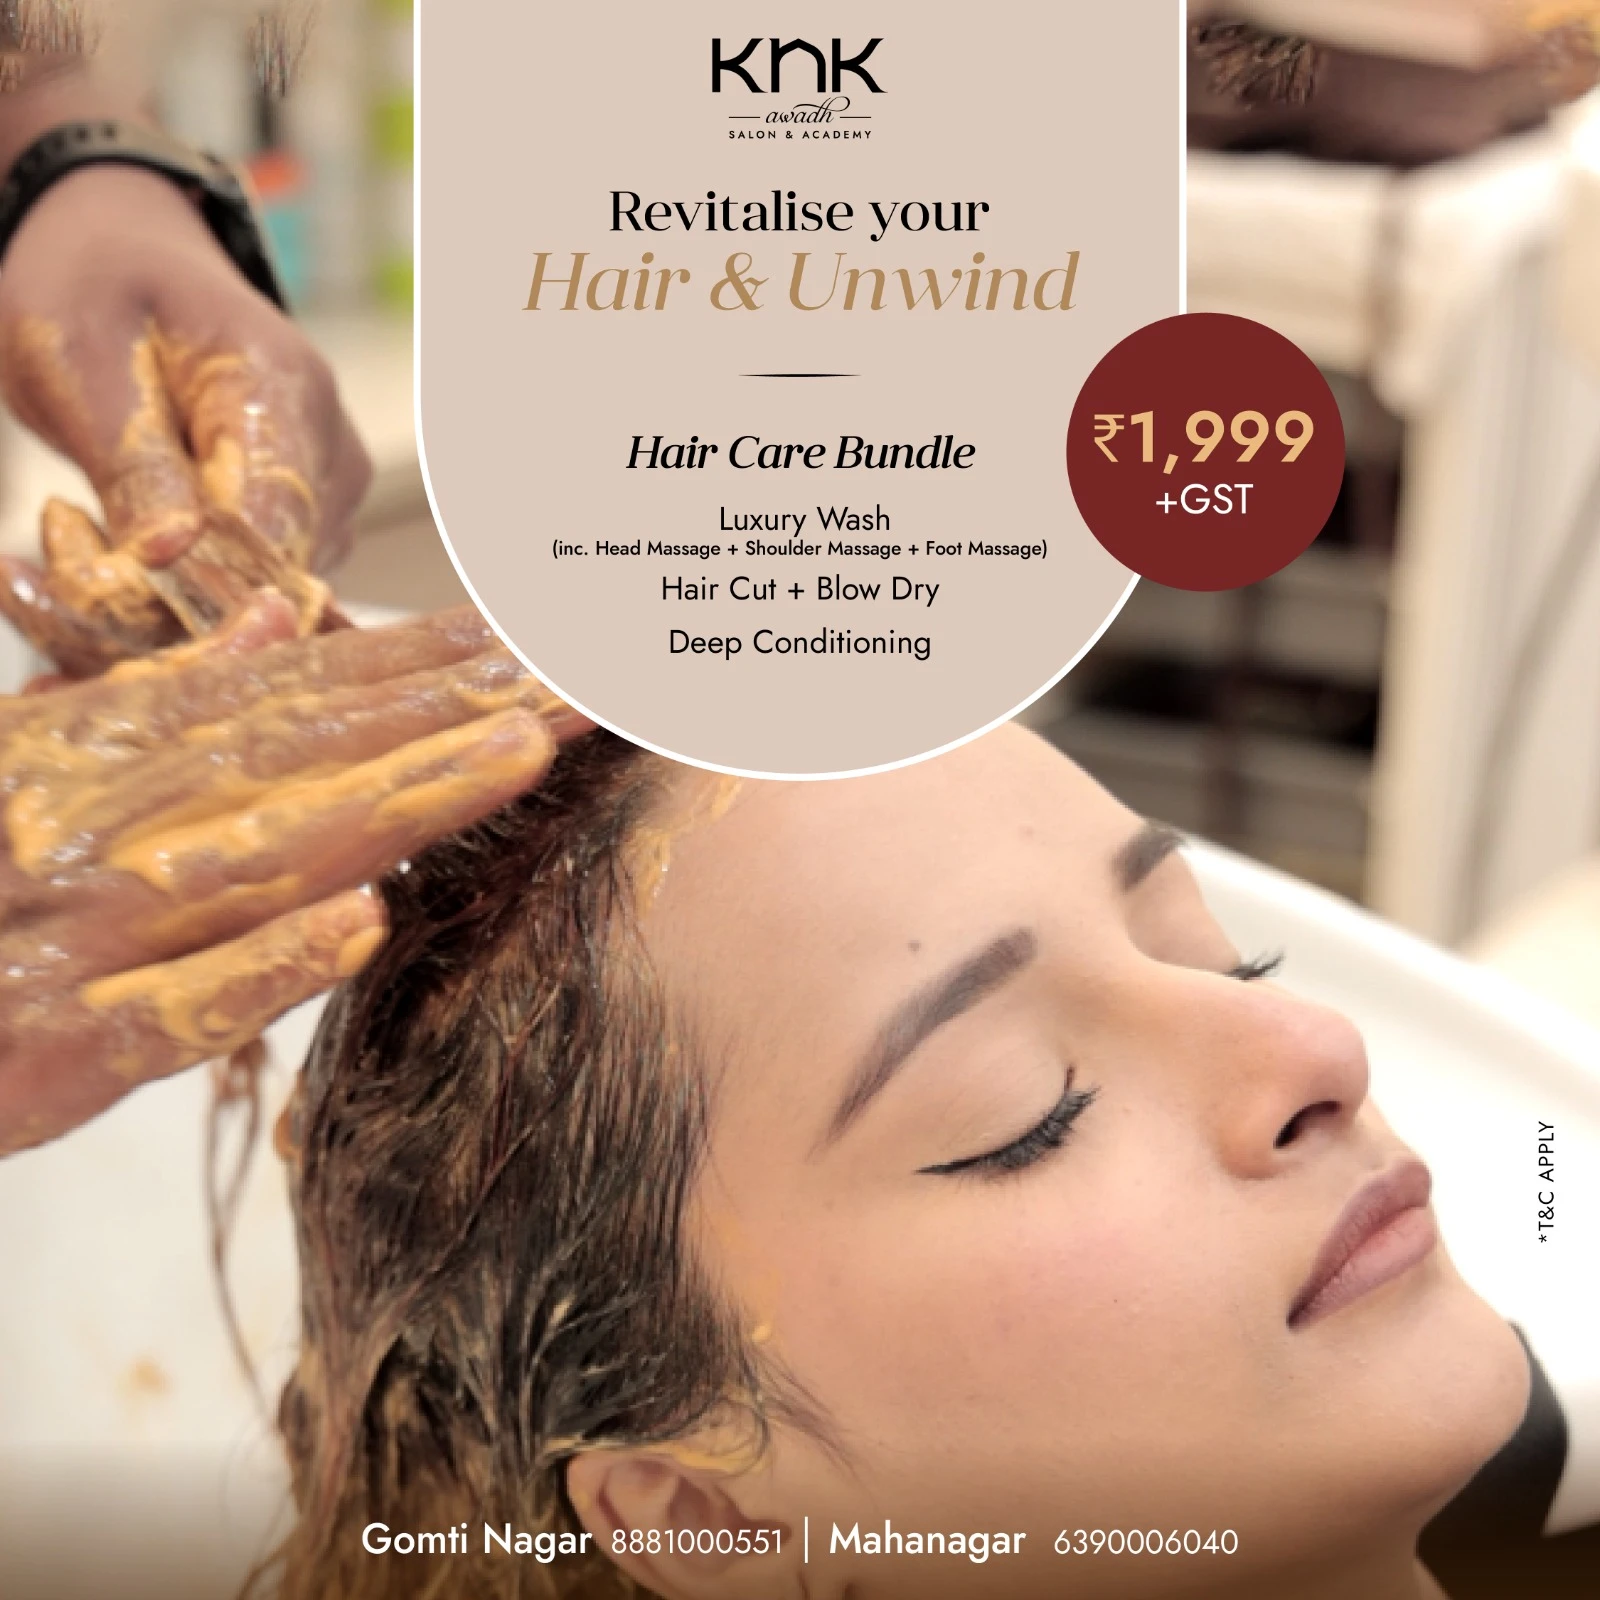 KNK
awadh
SALON & ACADEMY
Revitalise your
Hair & Unwind
Hair Care Bundle
Luxury Wash
(inc. Head Massage + Shoulder Massage + Foot Massage)
Hair Cut + Blow Dry
Deep Conditioning
₹1,999
+GST
*T&C APPLY
Gomti Nagar 8881000551 | Mahanagar 6390006040